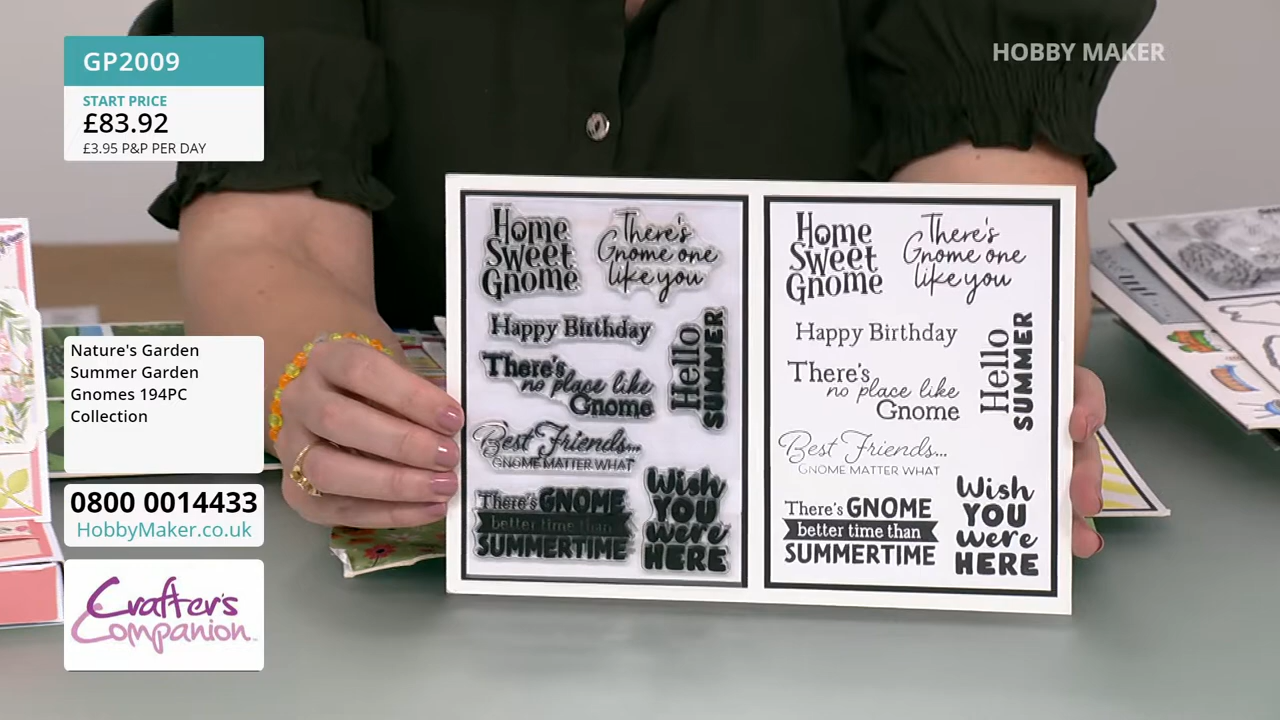 GP2009
START PRICE
£83.92
£3.95 P&P PER DAY
HOBBY MAKER
Nature's Garden
Summer Garden
Gnomes 194PC
Collection
0800 0014433
HobbyMaker.co.uk
Crafter's
Companion
Home
Sweet
Gnome
There's
Gnome one
like you
Happy Birthday
There's
no place like
Gnome
Hello
SUMMER
Best Friends...
GNOME MATTER WHAT
There's GNOME
better time than
SUMMERTIME
Wish
YOU
were
HERE
Home
Sweet
Gnome
There's
Gnome one
like you
Happy Birthday
There's
no place like
Gnome
Hello
SUMMER
Best Friends...
GNOME MATTER WHAT
There's GNOME
better time than
SUMMERTIME
Wish
YOU
were
HERE